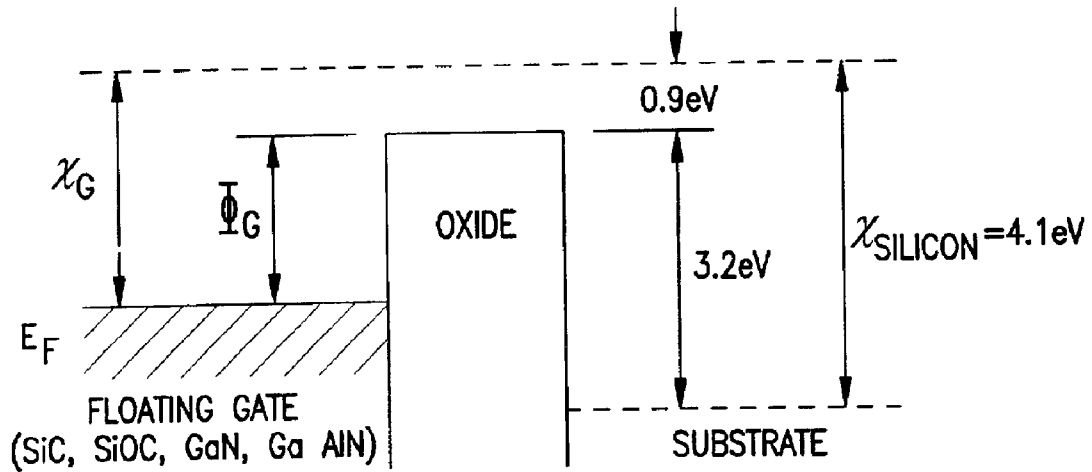 0.9eV
χG
ΦG
OXIDE
χSILICON=4.1eV
3.2eV
EF
FLOATING GATE
(SiC, SiOC, GaN, Ga AlN)
SUBSTRATE